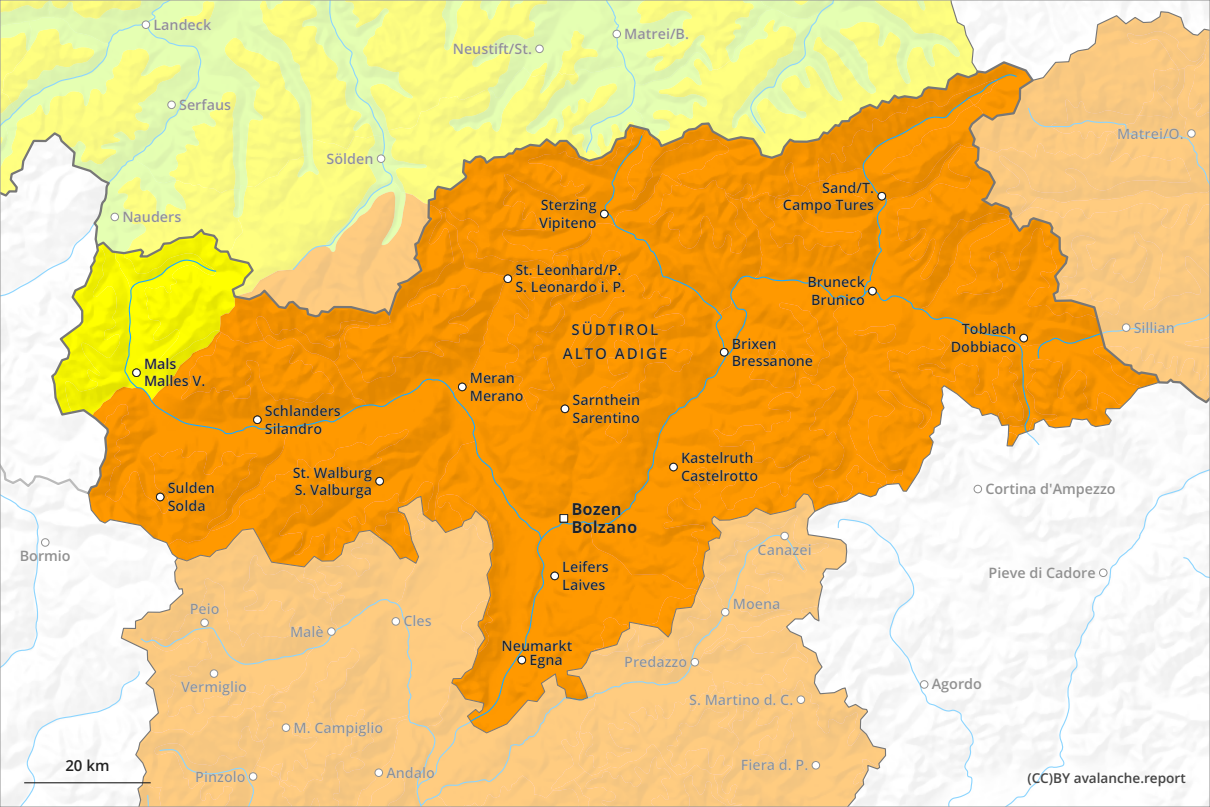 Landeck
Neustift/St.
Matrei/B.
Serfaus
Matrei/O.
Sölden
Sand/T.
Campo Tures
Nauders
Sterzing
Vipiteno
St. Leonhard/P.
S. Leonardo i. P.
Bruneck
Brunico
SÜDTIROL
ALTO ADIGE
Toblach
Dobbiaco
Sillian
Brixen
Bressanone
Mals
Malles V.
Meran
Merano
Sarnthein
Sarentino
Schlanders
Silandro
Kastelruth
Castelrotto
St. Walburg
S. Valburga
Sulden
Solda
Cortina d'Ampezzo
Bozen
Bolzano
Bormio
Canazei
Leifers
Laives
Pieve di Cadore
Peio
Moena
Malè
Cles
Neumarkt
Egna
Predazzo
Vermiglio
Agordo
S. Martino d. C.
M. Campiglio
20 km
Pinzolo
Andalo
Fiera d. P.
(CC)BY avalanche.report